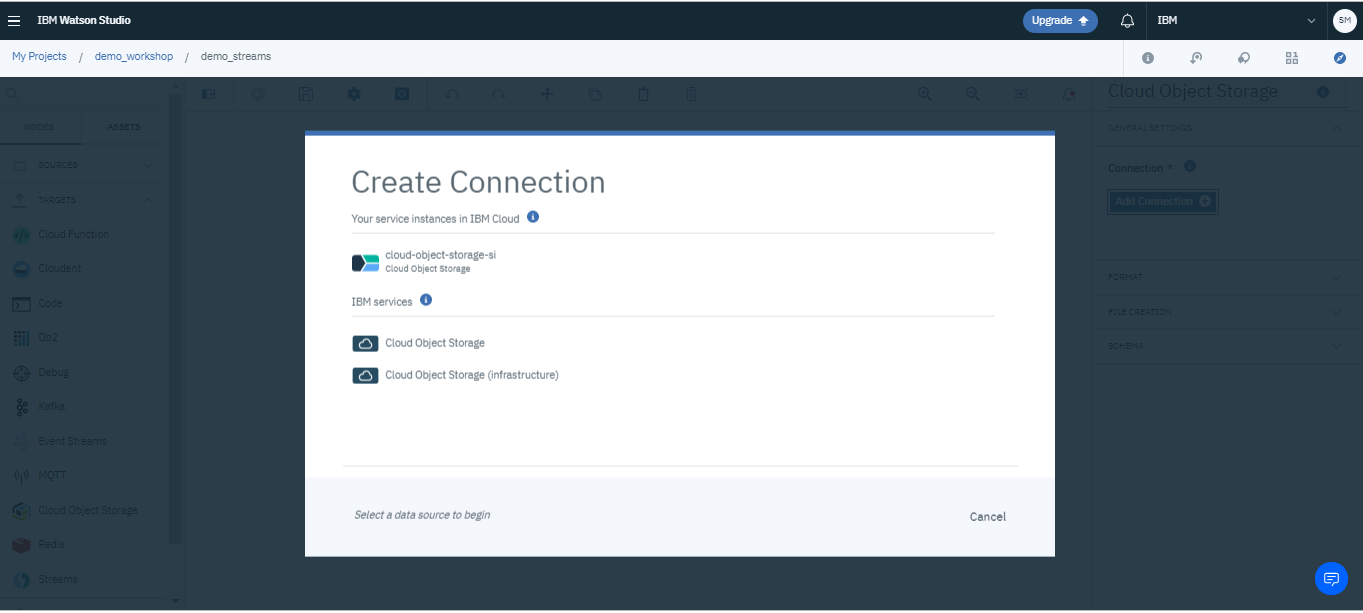 IBM Watson Studio
Upgrade
IBM
SM
My Projects / demo_workshop / demo_streams
Cloud Object Storage
NODES
ASSETS
GENERAL SETTINGS
SOURCES
Connection *
TARGETS
Add Connection
Cloud Function
Cloudant
Code
Db2
Debug
Kafka
Event Streams
MQTT
Cloud Object Storage
Redis
Streams
FORMAT
FILE CREATION
SCHEMA
Create Connection
Your service instances in IBM Cloud
cloud-object-storage-si
Cloud Object Storage
IBM services
Cloud Object Storage
Cloud Object Storage (infrastructure)
Select a data source to begin
Cancel